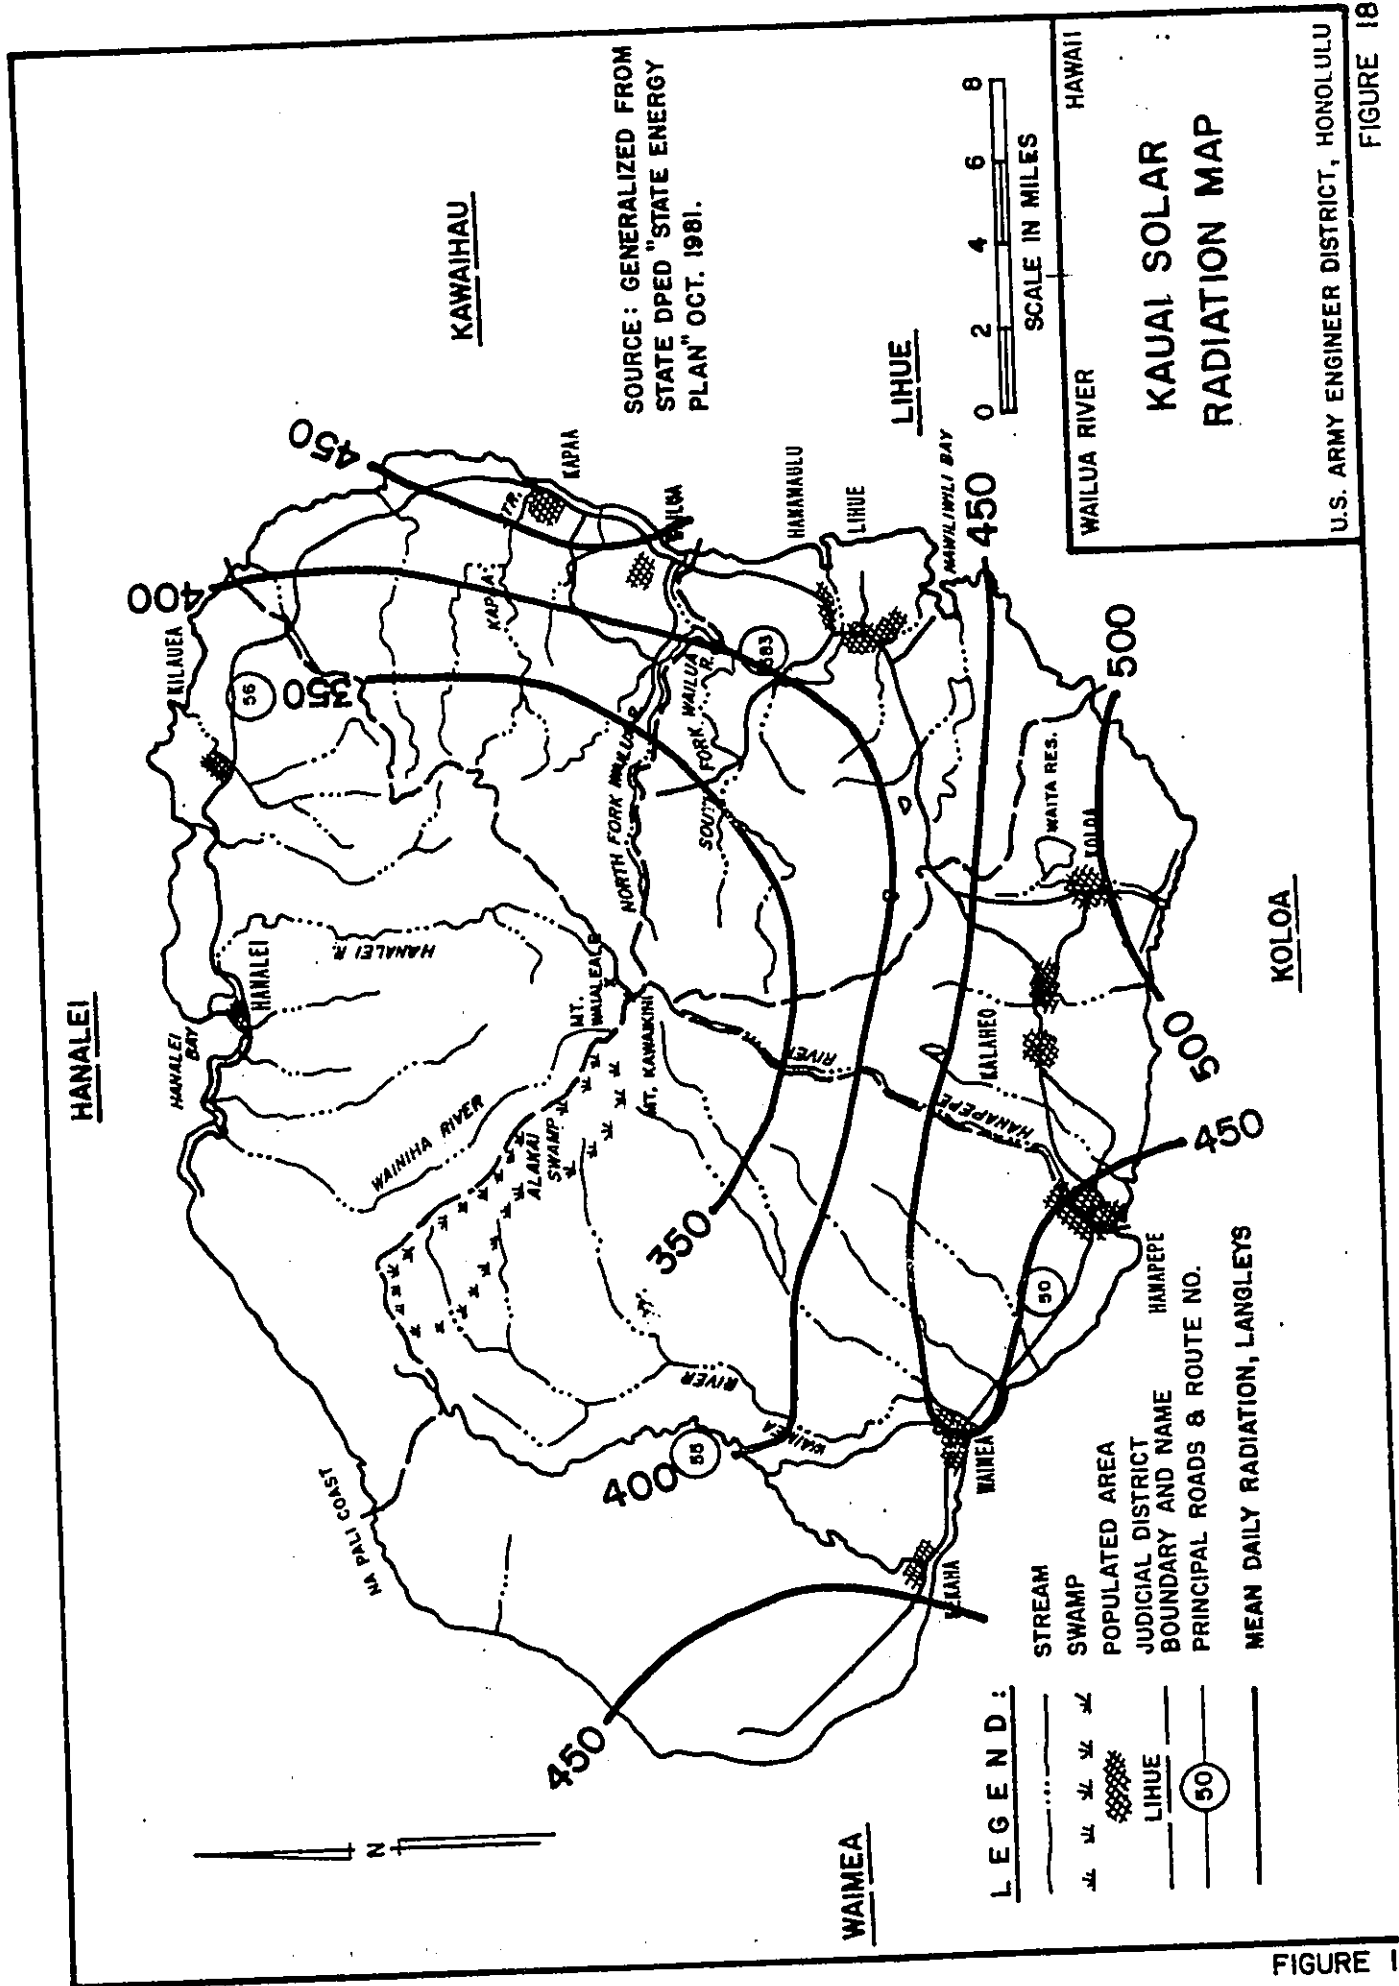 HANALEI
KAWAIHAU
SOURCE: GENERALIZED FROM
STATE DPED "STATE ENERGY
PLAN" OCT. 1981.
LIHUE
KOLOA
WAIMEA
N
450
400
350
450
500
500
450
350
400
450
KILAUEA
56
HANALEI
BAY
HANALEI
HANALEI R.
WAINIHA RIVER
NA PALI COAST
ALAKAI
SWAMP
MT.
WAIALEALE
MT. KAWAIKINI
NORTH FORK WAILUA R.
SOUTH FORK WAILUA
R.
KAPAA
STR.
KAPAA
WAILUA
583
HANAMAULU
LIHUE
NAWILIWILI BAY
WAITA RES.
KOLOA
KALAHEO
HANAPEPE
RIVER
HANAPEPE
50
WAIMEA
RIVER
55
WAIMEA
KEKAHA
0 2 4 6 8
SCALE IN MILES
LEGEND:
STREAM
SWAMP
POPULATED AREA
LIHUE
JUDICIAL DISTRICT
BOUNDARY AND NAME
50
PRINCIPAL ROADS & ROUTE NO.
MEAN DAILY RADIATION, LANGLEYS
WAILUA RIVER HAWAII
KAUAI SOLAR
RADIATION MAP
U.S. ARMY ENGINEER DISTRICT, HONOLULU
FIGURE 18
FIGURE 1